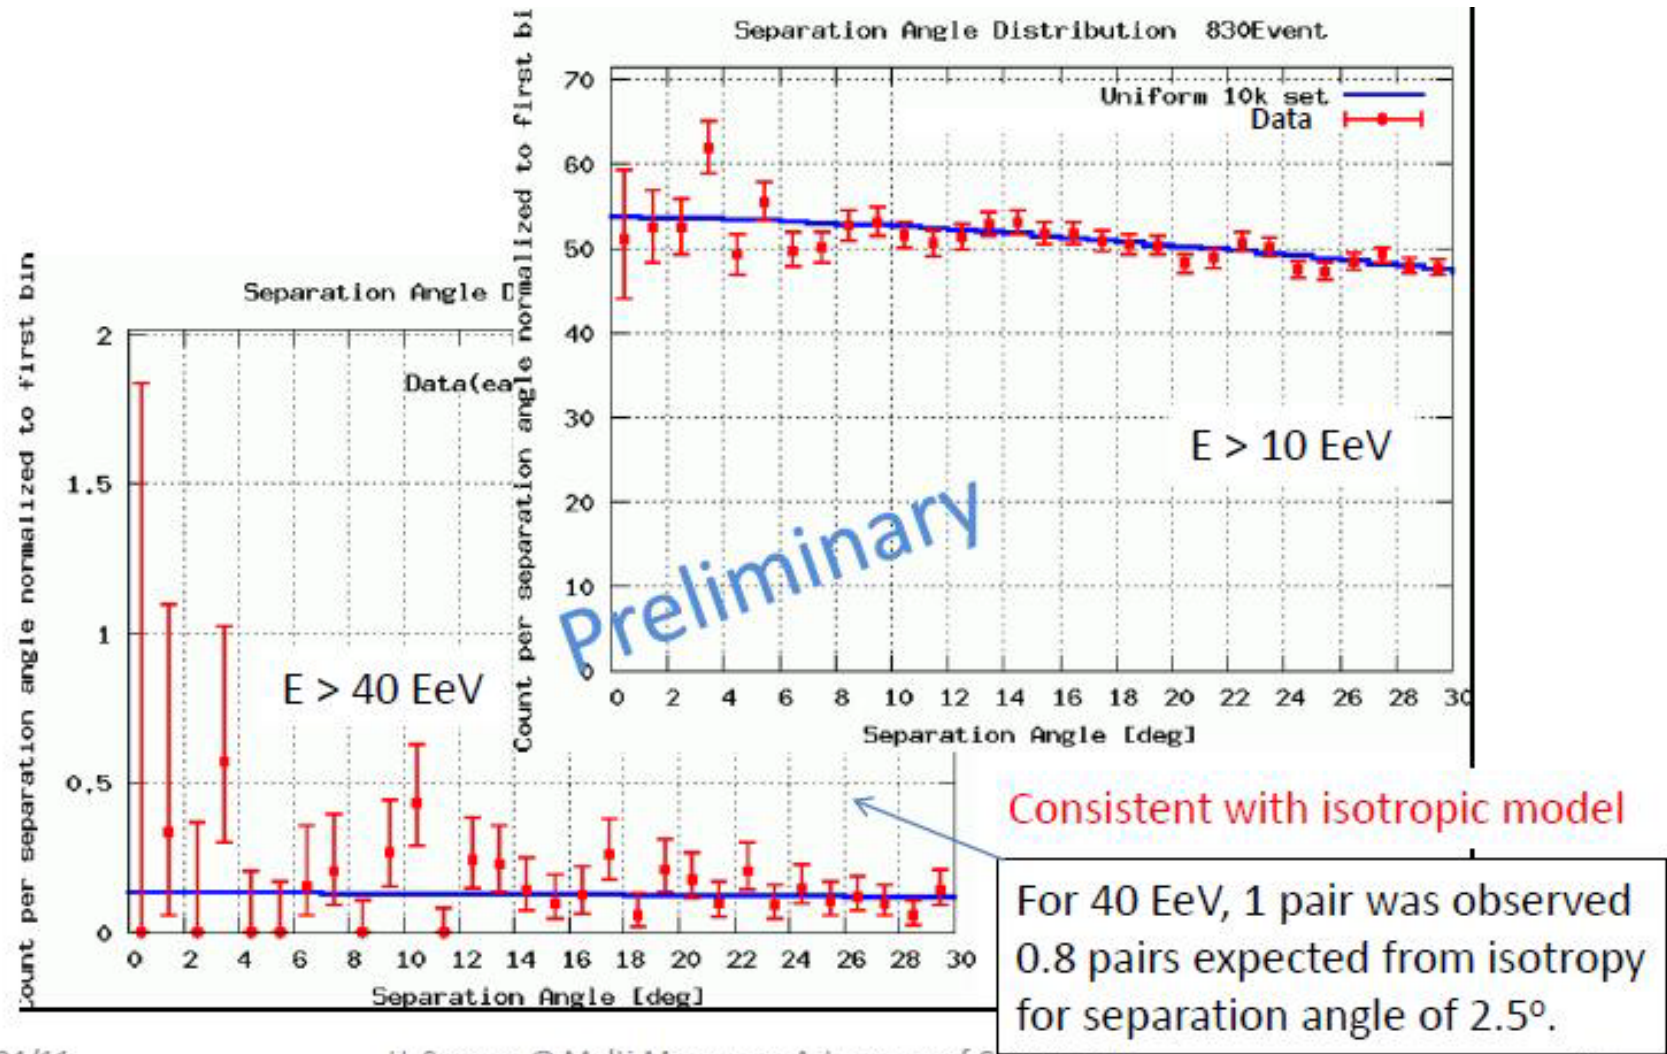 Separation Angle Distribution 830Event
Count per separation angle normalized to first bi
70
60
50
40
30
20
10
0
Uniform 10k set
Data
E > 10 EeV
Preliminary
0 2 4 6 8 10 12 14 16 18 20 22 24 26 28 30
Separation Angle [deg]
Separation Angle D
Count per separation angle normalized to first bin
2
1.5
1
0.5
0
Data(ea
E > 40 EeV
0 2 4 6 8 10 12 14 16 18 20 22 24 26 28 30
Separation Angle [deg]
Consistent with isotropic model
For 40 EeV, 1 pair was observed
0.8 pairs expected from isotropy
for separation angle of 2.5º.